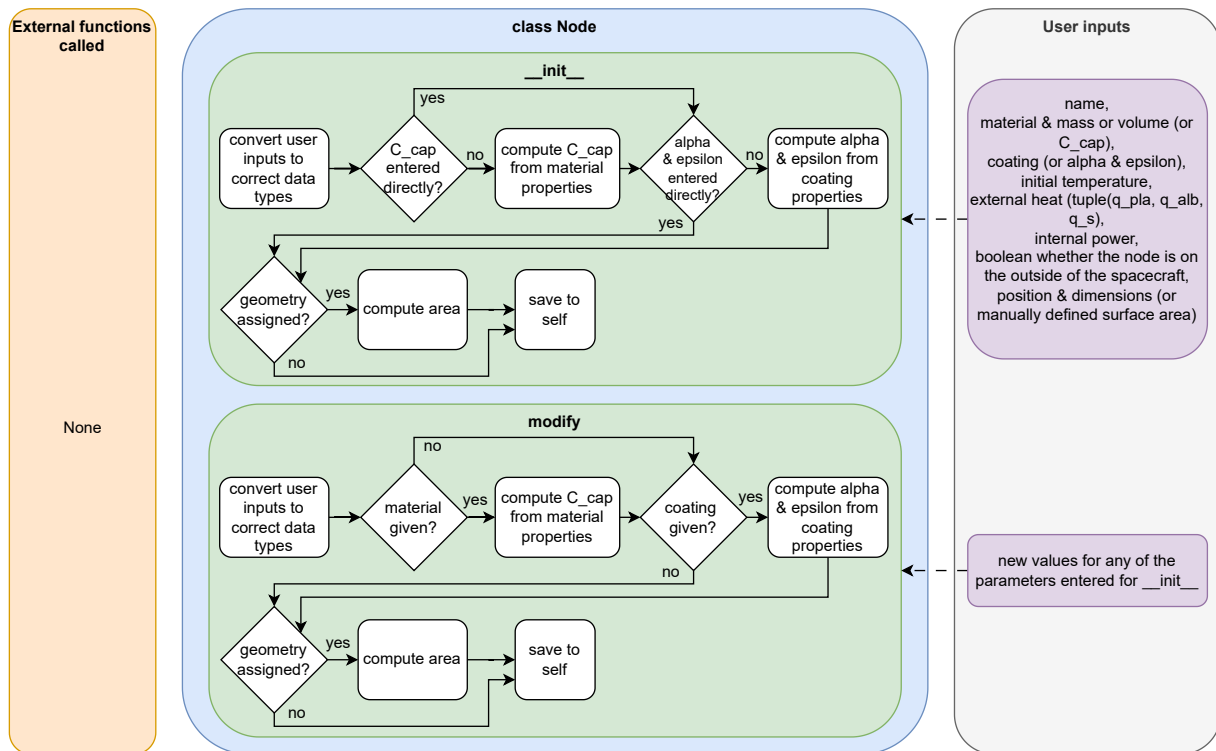 External functions
called
None
class Node
__init__
yes
convert user
inputs to
correct data
types
C_cap
entered
directly?
no
compute C_cap
from material
properties
alpha
& epsilon
entered
directly?
no
compute alpha
& epsilon from
coating
properties
yes
geometry
assigned?
yes
compute area
save to
self
no
modify
no
convert user
inputs to
correct data
types
material
given?
yes
compute C_cap
from material
properties
coating
given?
yes
compute alpha
& epsilon from
coating
properties
no
geometry
assigned?
yes
compute area
save to
self
no
User inputs
name,
material & mass or volume (or
C_cap),
coating (or alpha & epsilon),
initial temperature,
external heat (tuple(q_pla, q_alb,
q_s),
internal power,
boolean whether the node is on
the outside of the spacecraft,
position & dimensions (or
manually defined surface area)
new values for any of the
parameters entered for __init__